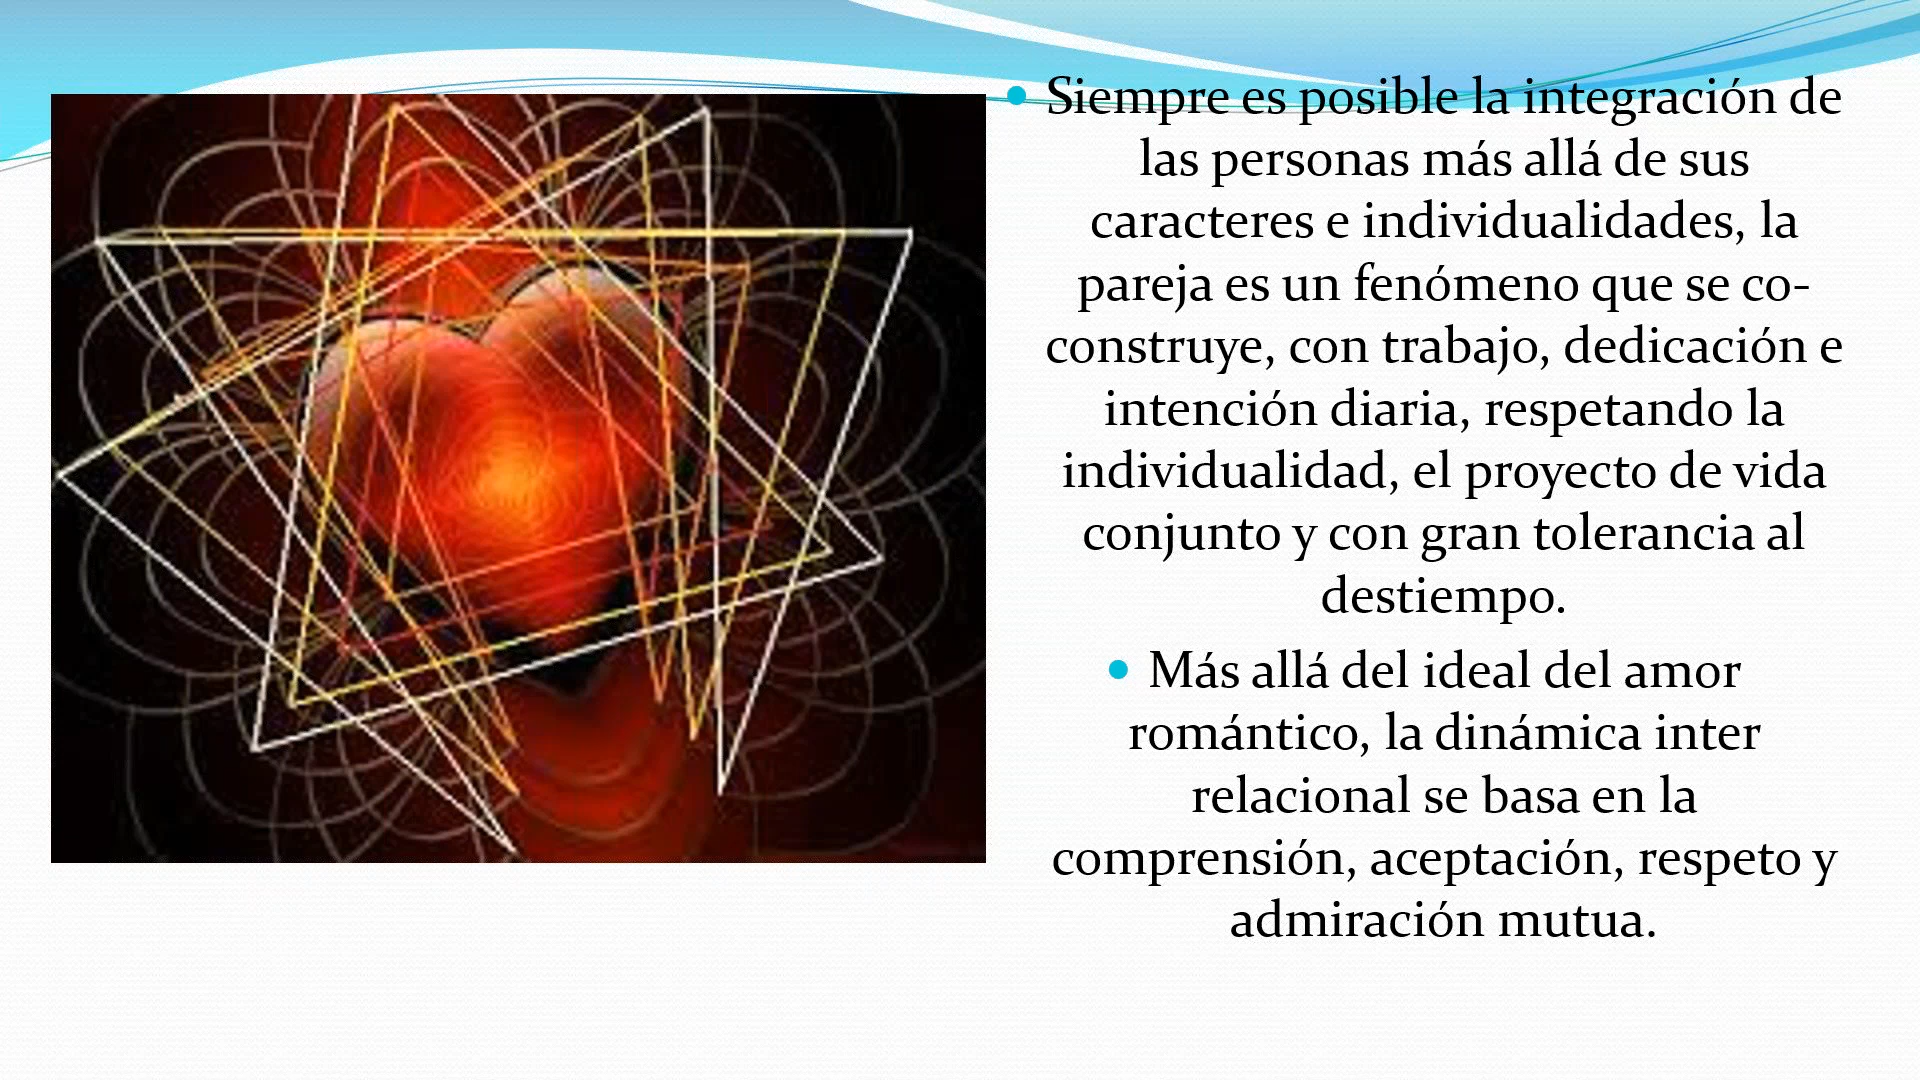 • Siempre es posible la integración de
las personas más allá de sus
caracteres e individualidades, la
pareja es un fenómeno que se co-
construye, con trabajo, dedicación e
intención diaria, respetando la
individualidad, el proyecto de vida
conjunto y con gran tolerancia al
destiempo.
• Más allá del ideal del amor
romántico, la dinámica inter
relacional se basa en la
comprensión, aceptación, respeto y
admiración mutua.